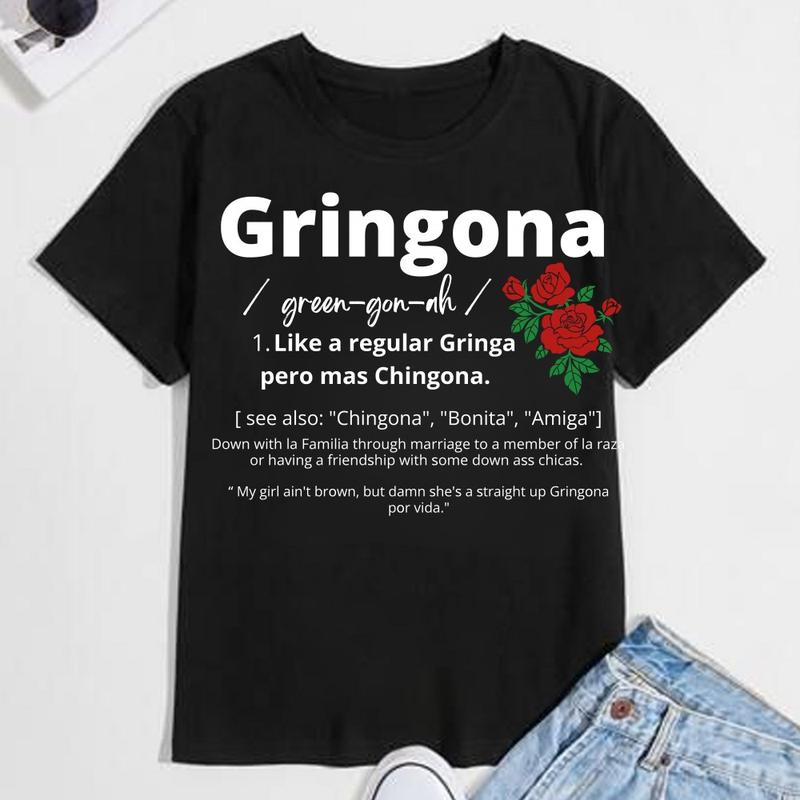 Gringona
/ green-gon-ah /
1. Like a regular Gringa
pero mas Chingona.
[ see also: "Chingona", "Bonita", "Amiga"]
Down with la Familia through marriage to a member of la raza
or having a friendship with some down ass chicas.
“ My girl ain't brown, but damn she's a straight up Gringona
por vida."